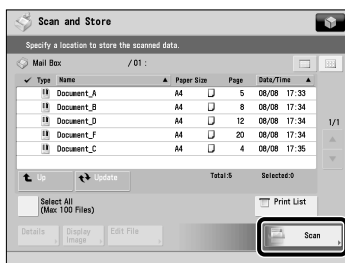 Scan and Store
Specify a location to store the scanned data.
Mail Box /01 :
✓ Type Name ▲ Paper Size Page Date/Time ▲
Document_A A4 5 08/08 17:33
Document_B A4 8 08/08 17:34
Document_D A4 12 08/08 17:34
Document_F A4 20 08/08 17:34
Document_C A4 4 08/08 17:35
1/1
Up Update Total:6 Selected:0
Select All
(Max 100 Files)
Print List
Details Display
Image Edit File
Scan